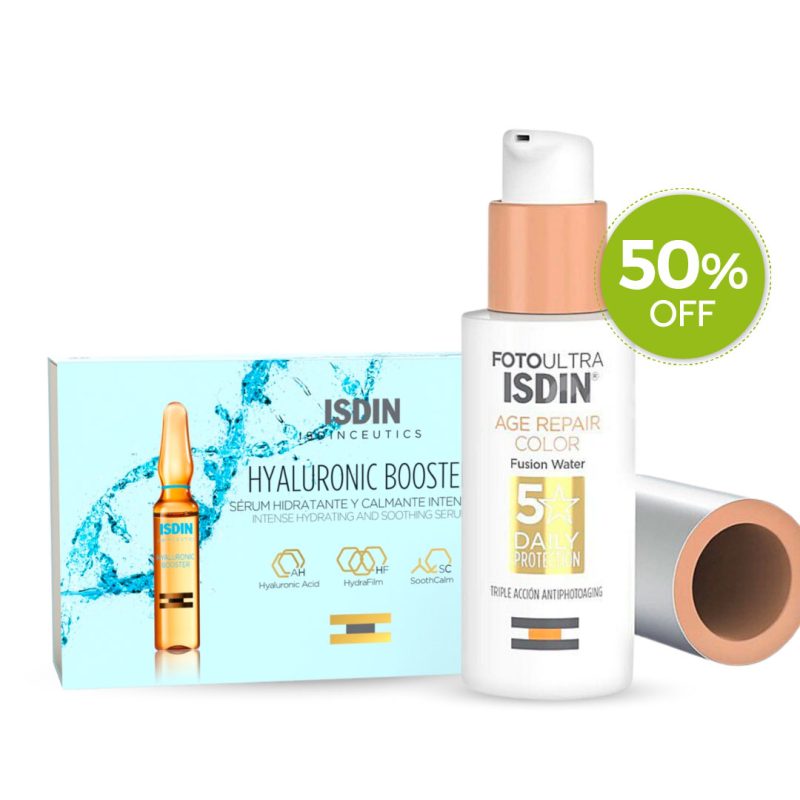 ISDIN
ISDINCEUTICS
HYALURONIC BOOSTE
SÉRUM HIDRATANTE Y CALMANTE INTEN
INTENSE HYDRATING AND SOOTHING SERU
AH
HF
SC
Hyaluronic Acid
HydraFilm
SoothCalm
ISDIN
HYALURONIC
BOOSTER
FOTOULTRA
ISDIN®
AGE REPAIR
COLOR
Fusion Water
5
DAILY
PROTECTION
TRIPLE ACCIÓN ANTIPHOTOAGING
50%
OFF